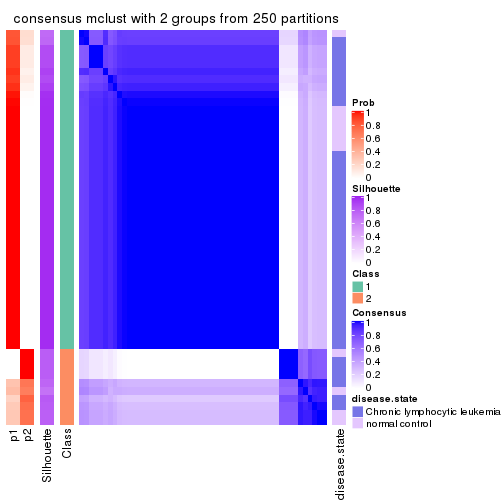 consensus mclust with 2 groups from 250 partitions
Prob
1
0.8
0.6
0.4
0.2
0
Silhouette
1
0.8
0.6
0.4
0.2
0
Class
1
2
Consensus
1
0.8
0.6
0.4
0.2
0
disease.state
Chronic lymphocytic leukemia
normal control
p1
p2
Silhouette
Class
disease.state